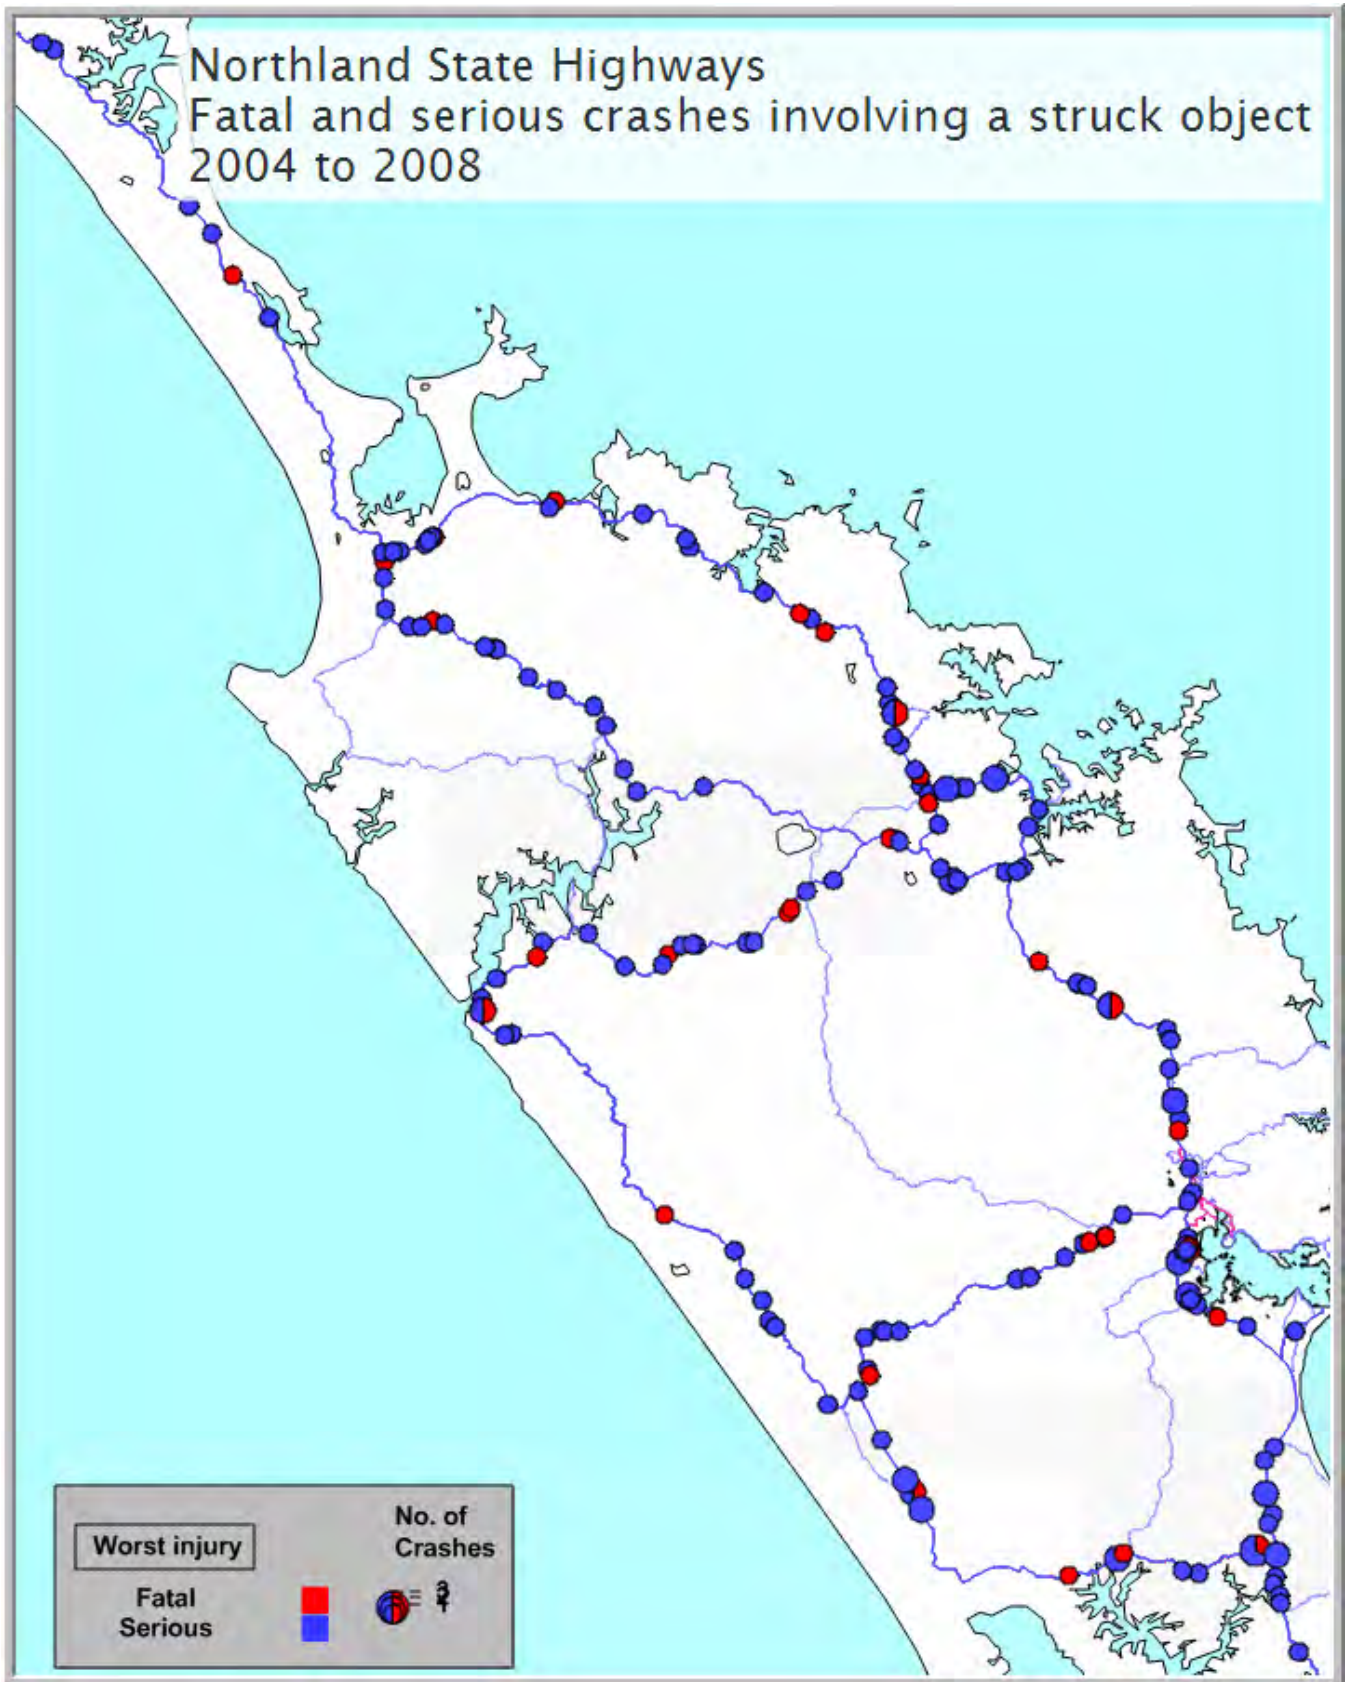 Northland State Highways
Fatal and serious crashes involving a struck object
2004 to 2008
No. of
Crashes
Worst injury
Fatal
Serious